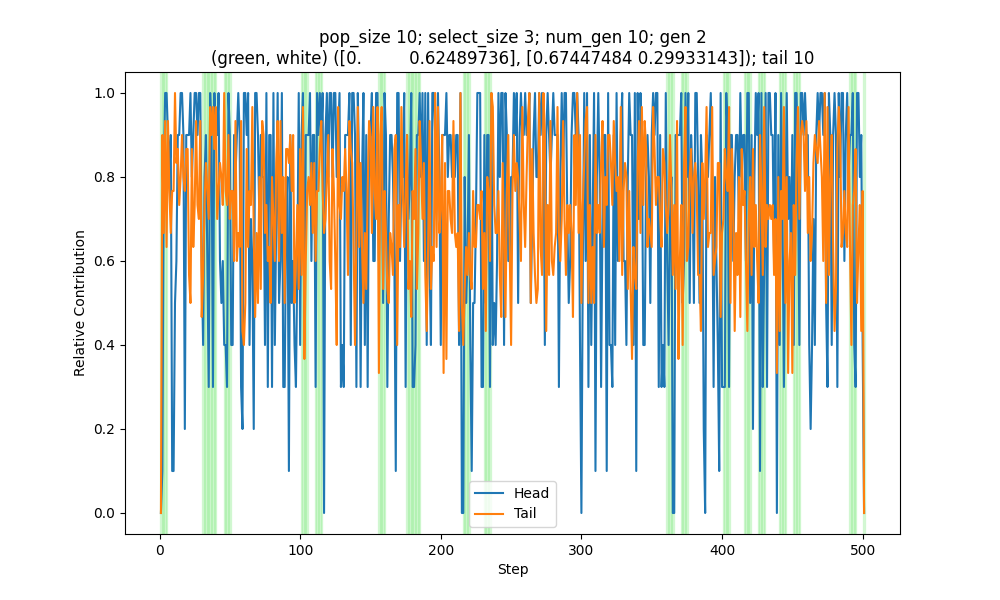 pop_size 10; select_size 3; num_gen 10; gen 2
(green, white) ([0.         0.62489736], [0.67447484 0.29933143]); tail 10
1.0
0.8
0.6
0.4
0.2
0.0
Relative Contribution
Head
Tail
0
100
200
300
400
500
Step